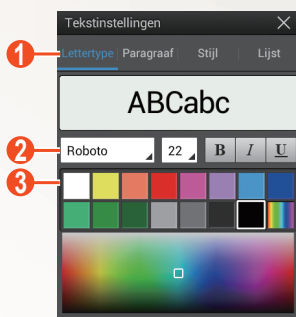 Tekstinstellingen
1 Lettertype Paragraaf Stijl Lijst
ABCabc
2 Roboto 22 B I U
3